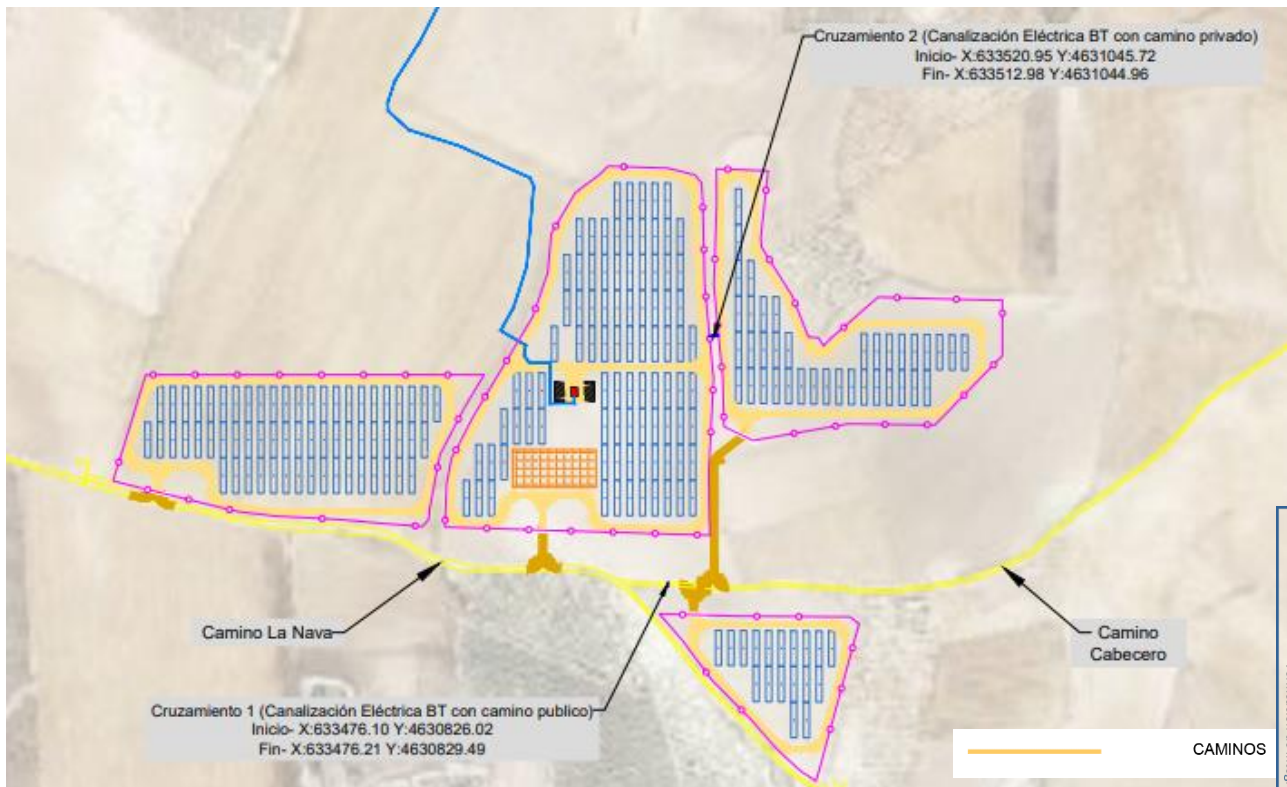 Cruzamiento 2 (Canalización Eléctrica BT con camino privado)
Inicio- X:633520.95 Y:4631045.72
Fin- X:633512.98 Y:4631044.96
Camino La Nava
Camino
Cabecero
Cruzamiento 1 (Canalización Eléctrica BT con camino publico)
Inicio- X:633476.10 Y:4630826.02
Fin- X:633476.21 Y:4630829.49
CAMINOS